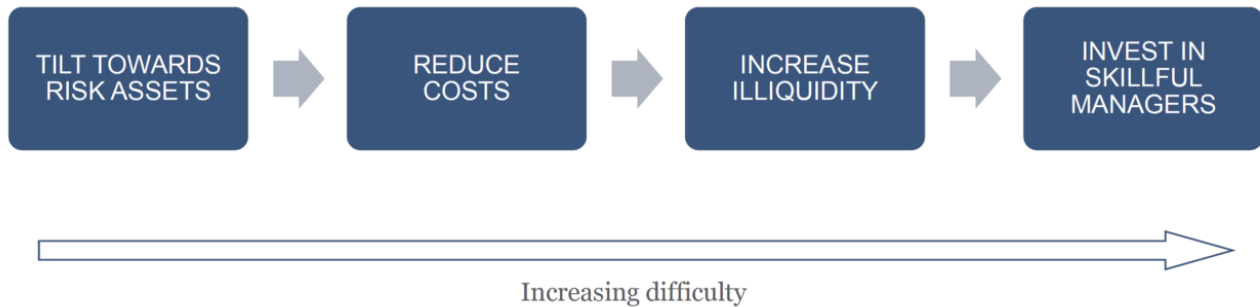 TILT TOWARDS
RISK ASSETS
REDUCE
COSTS
INCREASE
ILLIQUIDITY
INVEST IN
SKILLFUL
MANAGERS
Increasing difficulty